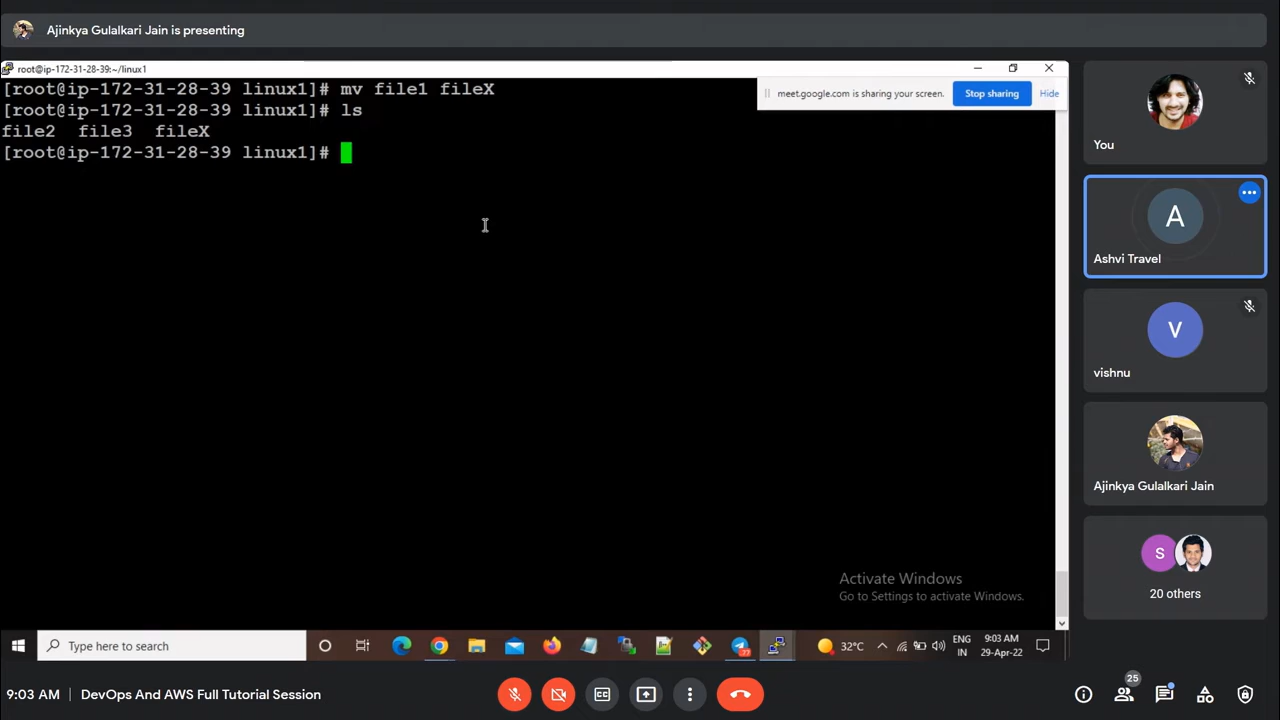 Ajinkya Gulalkari Jain is presenting
root@ip-172-31-28-39:~/linux1
[root@ip-172-31-28-39 linux1]# mv file1 fileX
[root@ip-172-31-28-39 linux1]# ls
file2 file3 fileX
[root@ip-172-31-28-39 linux1]#
meet.google.com is sharing your screen.
Stop sharing
Hide
You
A
Ashvi Travel
V
vishnu
Ajinkya Gulalkari Jain
S
20 others
Activate Windows
Go to Settings to activate Windows.
Type here to search
32°C
ENG
IN
9:03 AM
29-Apr-22
9:03 AM | DevOps And AWS Full Tutorial Session
25